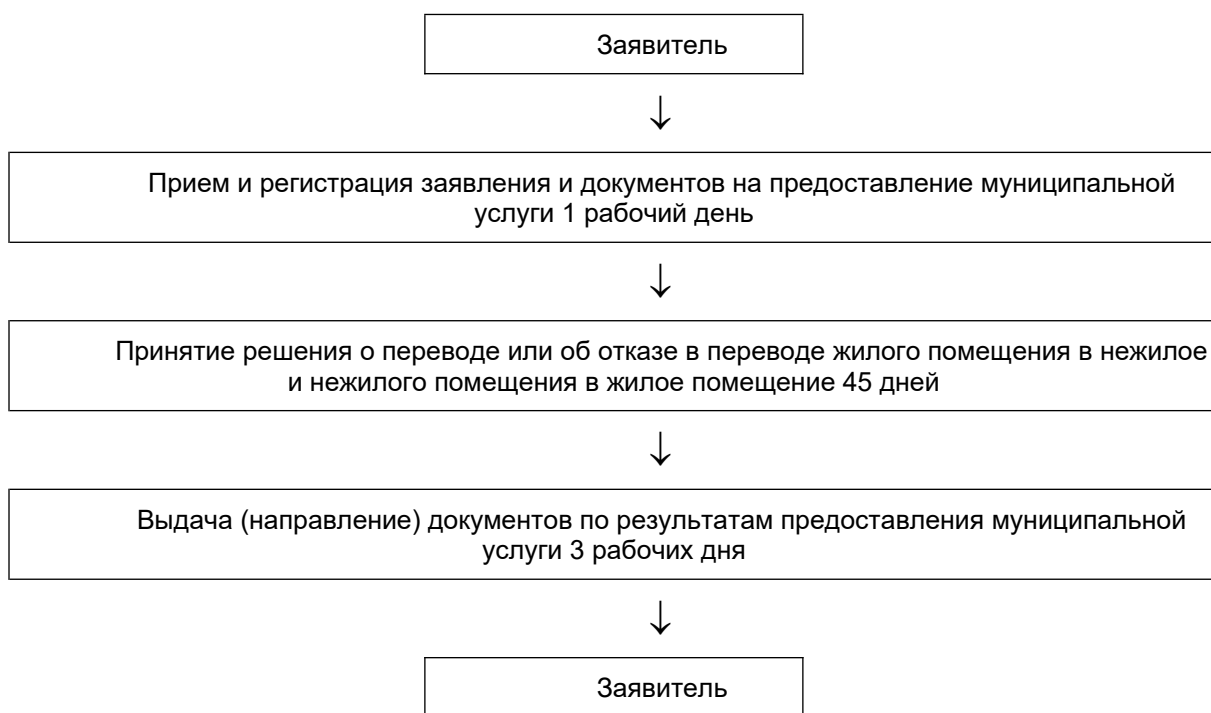 Заявитель
↓
Прием и регистрация заявления и документов на предоставление муниципальной
услуги 1 рабочий день
↓
Принятие решения о переводе или об отказе в переводе жилого помещения в нежилое
и нежилого помещения в жилое помещение 45 дней
↓
Выдача (направление) документов по результатам предоставления муниципальной
услуги 3 рабочих дня
↓
Заявитель